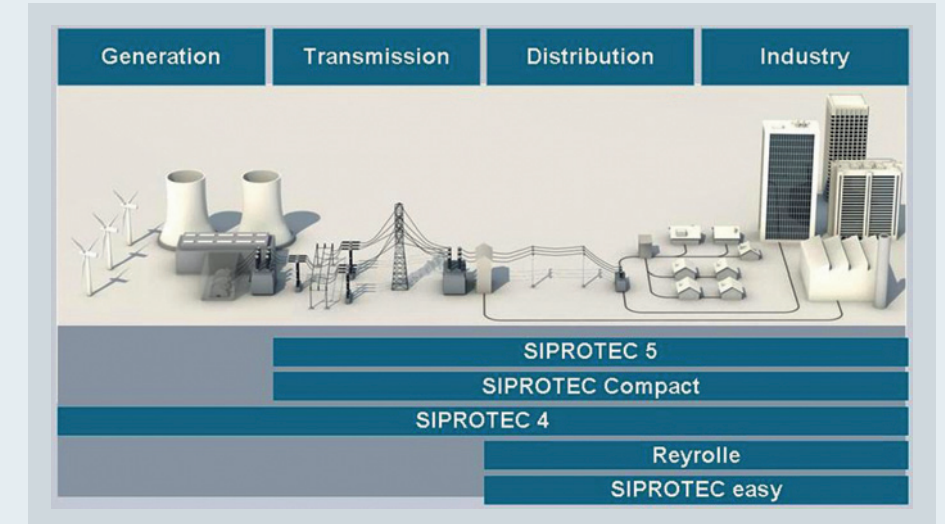 Generation Transmission Distribution Industry
SIPROTEC 5
SIPROTEC Compact
SIPROTEC 4
Reyrolle
SIPROTEC easy